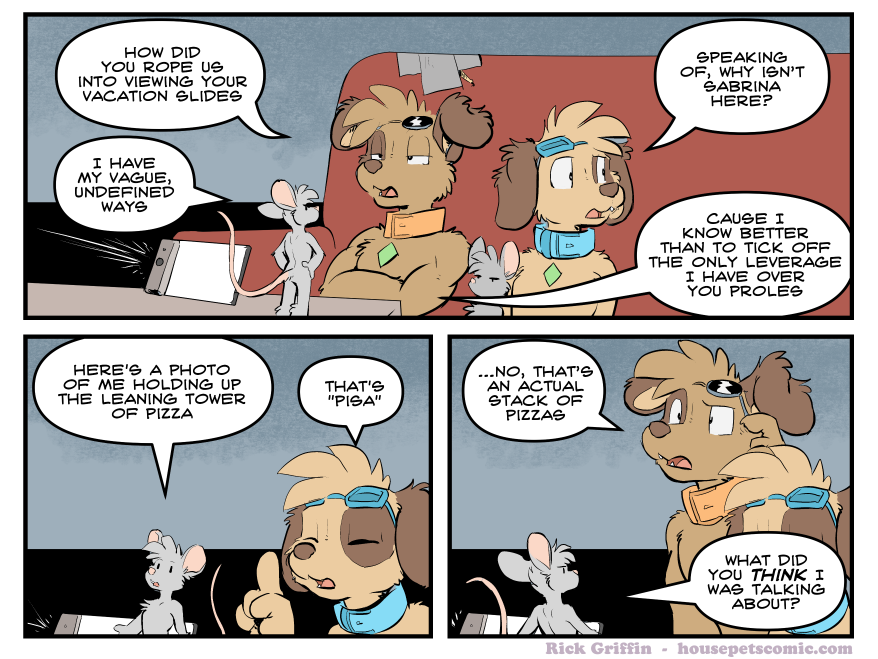 HOW DID
YOU ROPE US
INTO VIEWING YOUR
VACATION SLIDES
I HAVE
MY VAGUE,
UNDEFINED
WAYS
SPEAKING
OF, WHY ISN'T
SABRINA
HERE?
CAUSE I
KNOW BETTER
THAN TO TICK OFF
THE ONLY LEVERAGE
I HAVE OVER
YOU PROLES
HERE'S A PHOTO
OF ME HOLDING UP
THE LEANING TOWER
OF PIZZA
THAT'S
"PISA"
...NO, THAT'S
AN ACTUAL
STACK OF
PIZZAS
WHAT DID
YOU THINK I
WAS TALKING
ABOUT?
Rick Griffin - housepetscomic.com